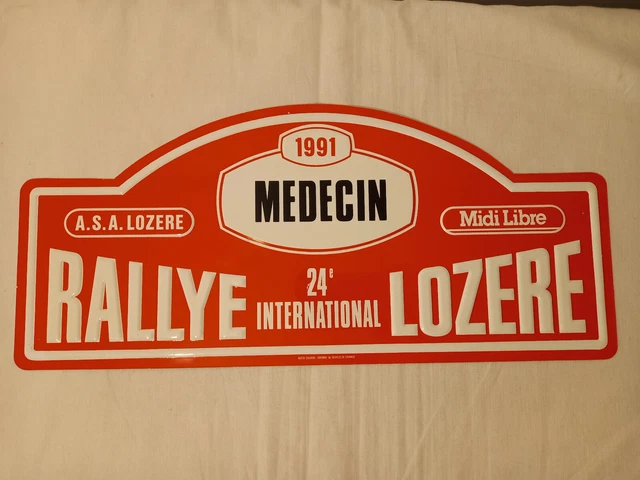 1991
MEDECIN
A.S.A. LOZERE
Midi Libre
RALLYE
24e
INTERNATIONAL
LOZERE